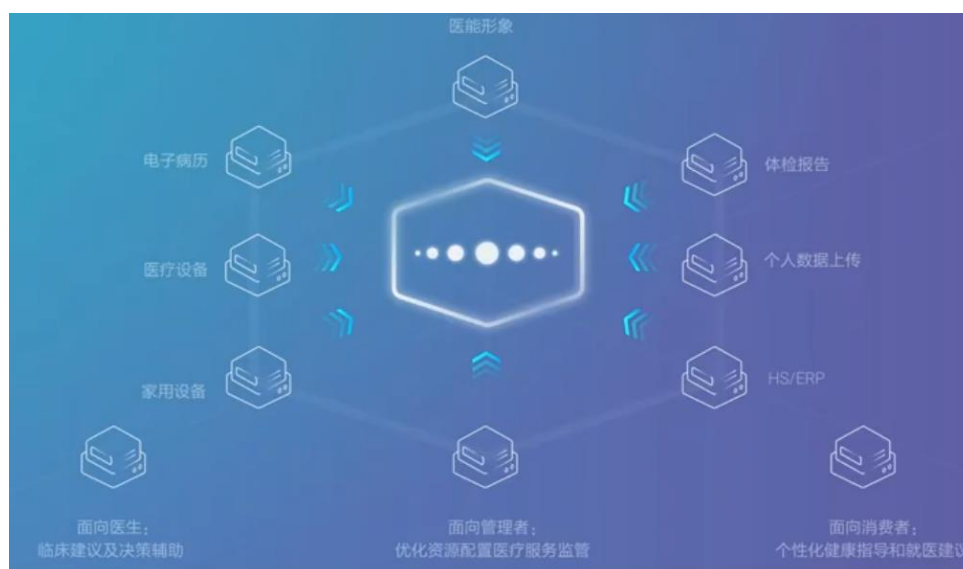 医能形象
电子病历
体检报告
医疗设备
个人数据上传
家用设备
HS/ERP
面向医生：
临床建议及决策辅助
面向管理者：
优化资源配置医疗服务监管
面向消费者：
个性化健康指导和就医建议